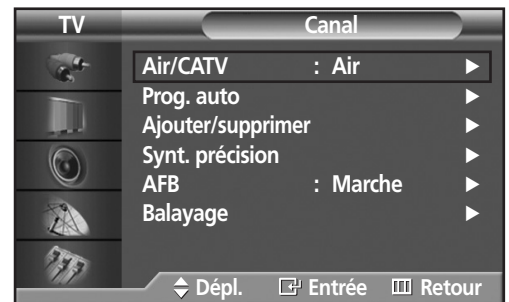 TV Canal
Air/CATV : Air
Prog. auto
Ajouter/supprimer
Synt. précision
AFB : Marche
Balayage
Dépl. Entrée Retour